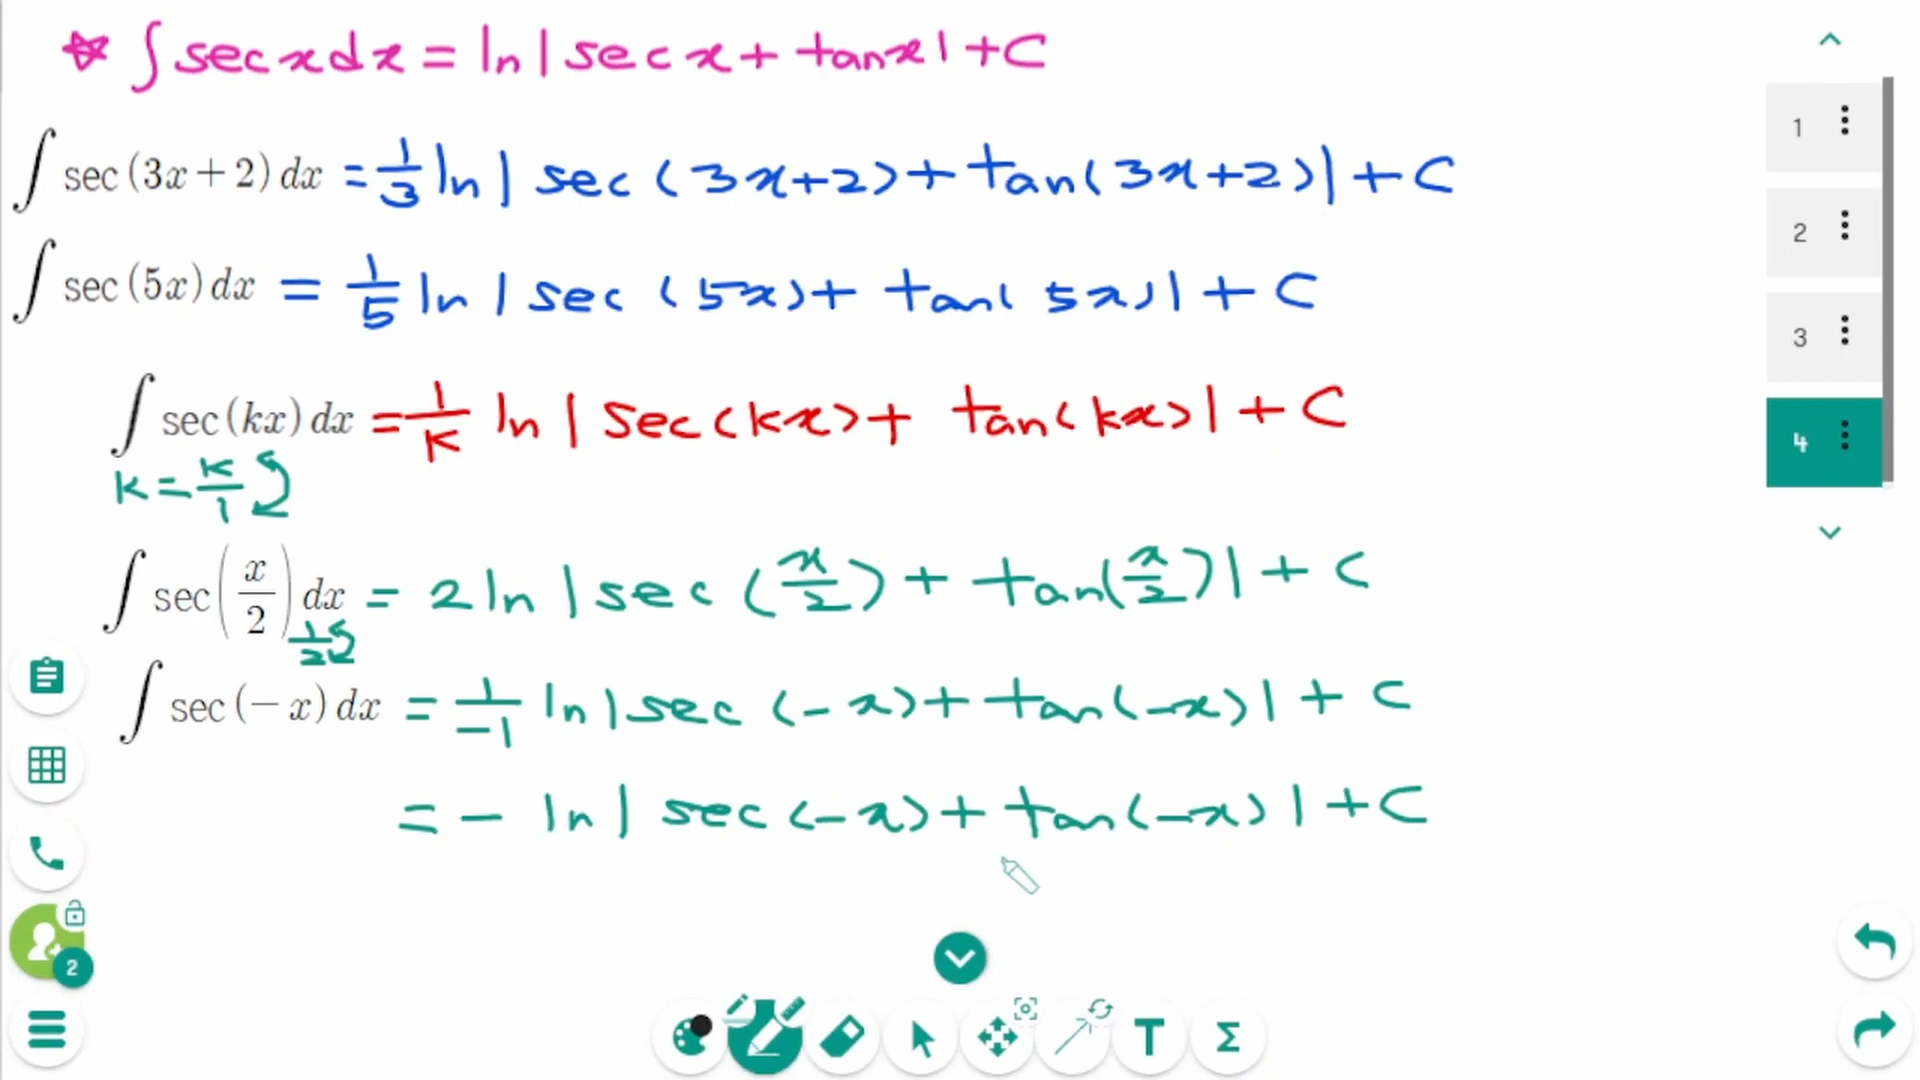 ☆ ∫ sec x dx = ln | sec x + tan x | + C
∫ sec (3x + 2) dx = 1/3 ln | sec (3x+2) + tan (3x+2) | + C
∫ sec (5x) dx = 1/5 ln | sec (5x) + tan (5x) | + C
∫ sec (kx) dx = 1/k ln | sec (kx) + tan (kx) | + C
k = k/1
∫ sec (x/2) dx = 2 ln | sec (x/2) + tan (x/2) | + C
1/2
∫ sec (− x) dx = 1/−1 ln | sec (−x) + tan (−x) | + C
= − ln | sec (−x) + tan (−x) | + C
1
2
3
4
2
T
Σ